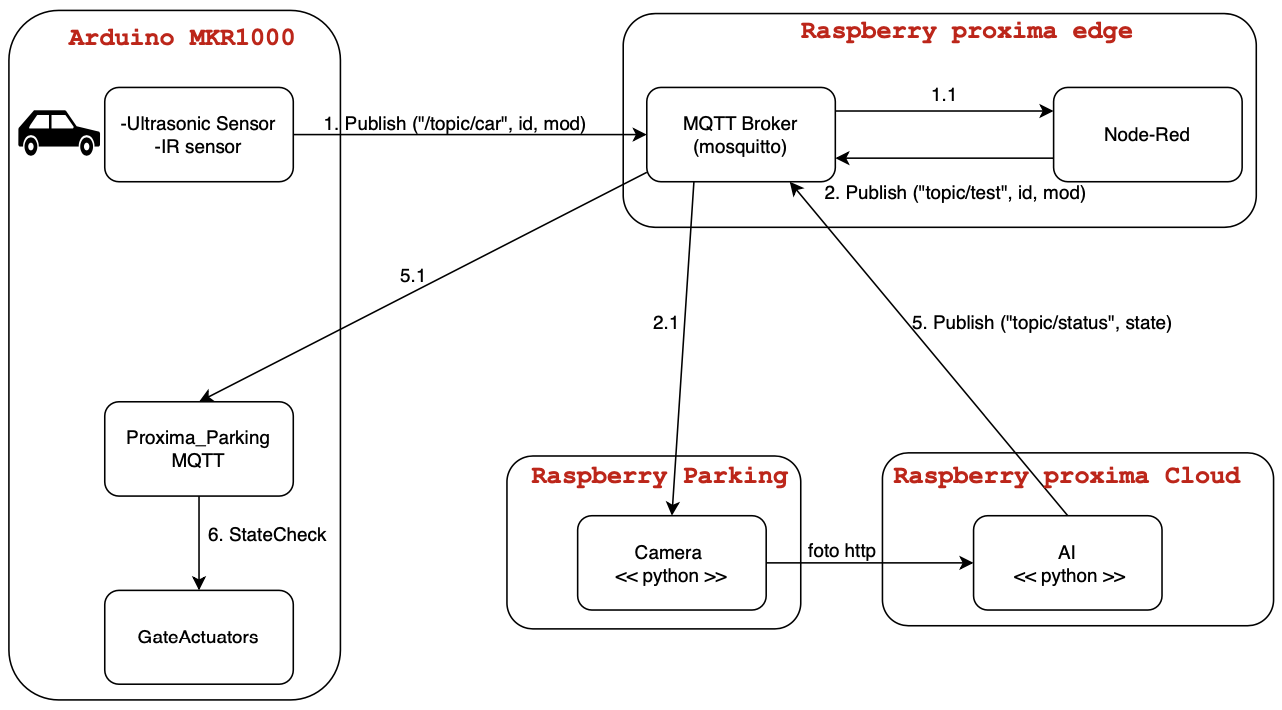 Arduino MKR1000
Raspberry proxima edge
-Ultrasonic Sensor
-IR sensor
1. Publish ("/topic/car", id, mod)
MQTT Broker
(mosquitto)
1.1
Node-Red
2. Publish ("topic/test", id, mod)
5.1
2.1
5. Publish ("topic/status", state)
Proxima_Parking
MQTT
6. StateCheck
GateActuators
Raspberry Parking
Camera
<< python >>
foto http
Raspberry proxima Cloud
AI
<< python >>